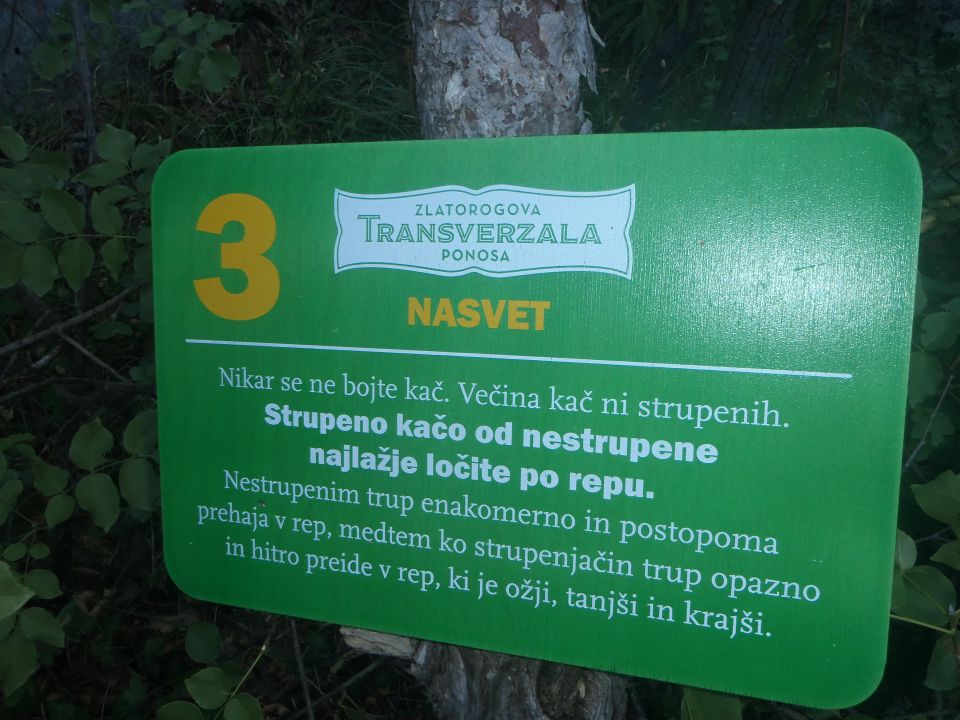 3
ZLATOROGOVA
TRANSVERZALA
PONOSA
NASVET
Nikar se ne bojte kač. Večina kač ni strupenih.
Strupeno kačo od nestrupene
najlažje ločite po repu.
Nestrupenim trup enakomerno in postopoma
prehaja v rep, medtem ko strupenjačin trup opazno
in hitro preide v rep, ki je ožji, tanjši in krajši.